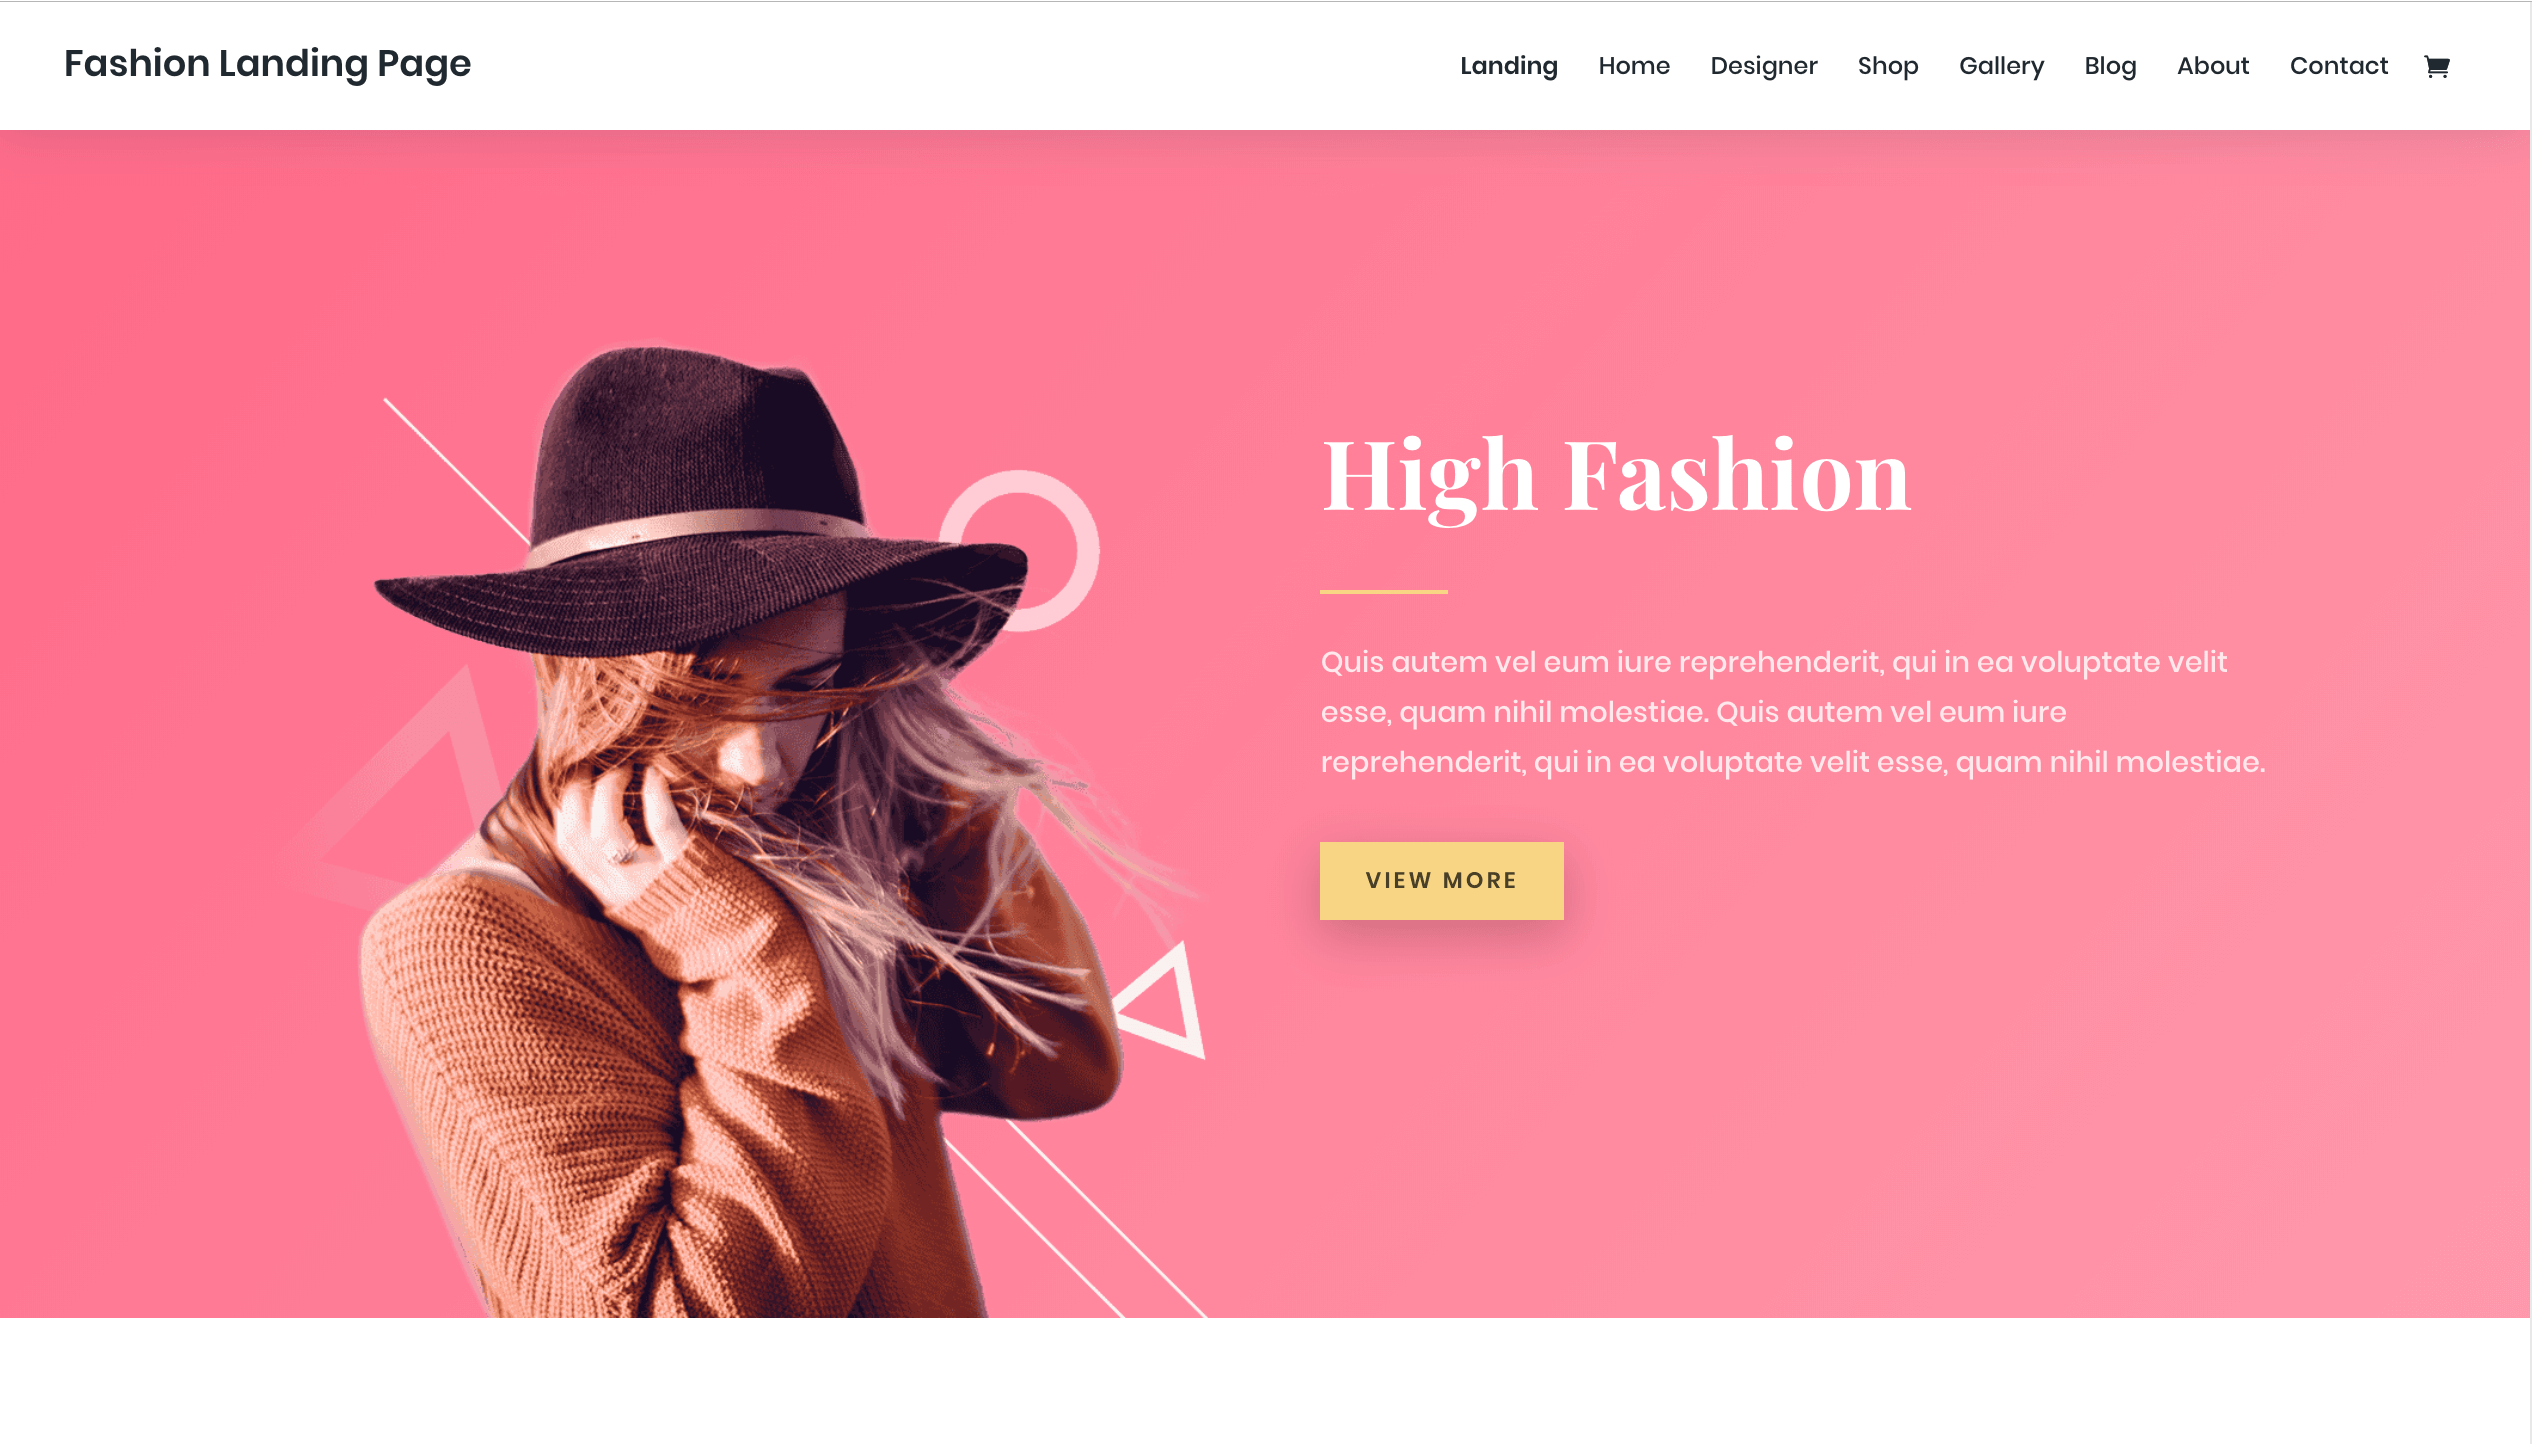 Fashion Landing Page
Landing Home Designer Shop Gallery Blog About Contact
High Fashion
Quis autem vel eum iure reprehenderit, qui in ea voluptate velit
esse, quam nihil molestiae. Quis autem vel eum iure
reprehenderit, qui in ea voluptate velit esse, quam nihil molestiae.
VIEW MORE